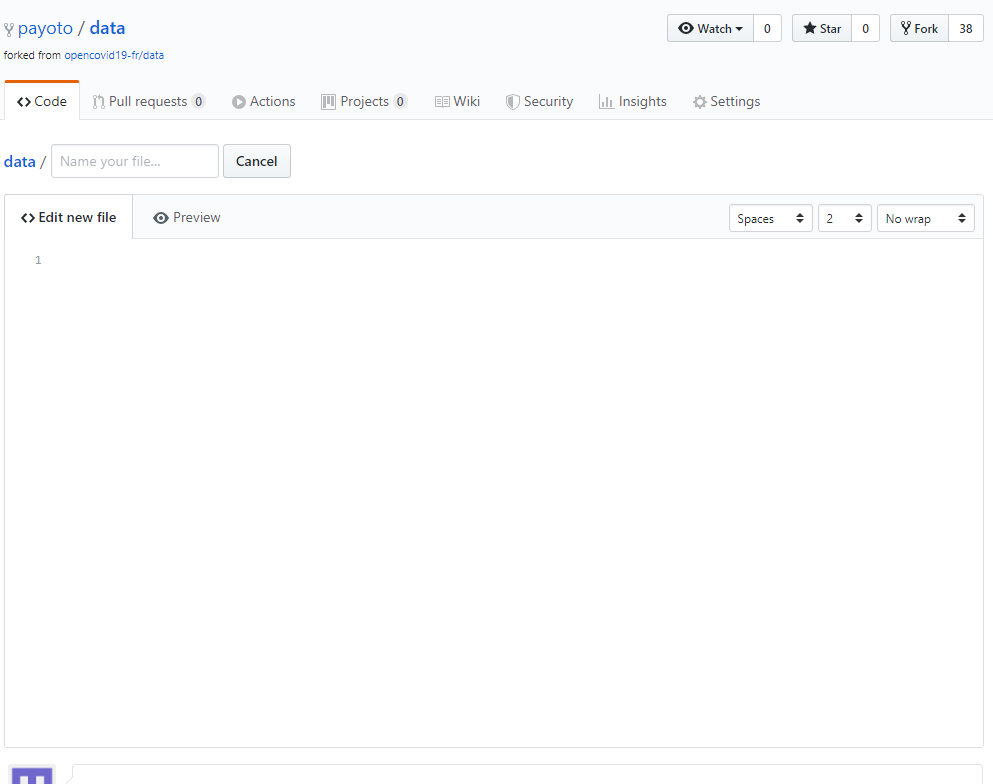 payoto / data
Watch 0 Star 0 Fork 38
forked from opencovid19-fr/data
Code Pull requests 0 Actions Projects 0 Wiki Security Insights Settings
data / Name your file... Cancel
Edit new file Preview Spaces 2 No wrap
1